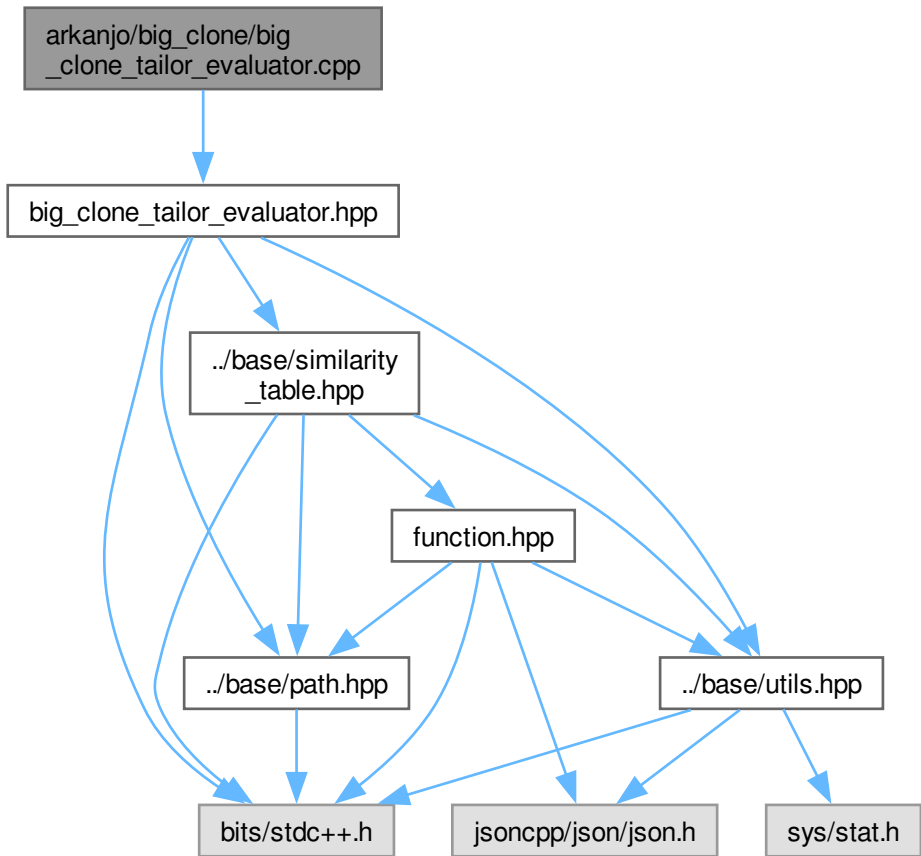 arkanjo/big_clone/big
_clone_tailor_evaluator.cpp
big_clone_tailor_evaluator.hpp
../base/similarity
_table.hpp
function.hpp
../base/path.hpp
../base/utils.hpp
bits/stdc++.h
jsoncpp/json/json.h
sys/stat.h